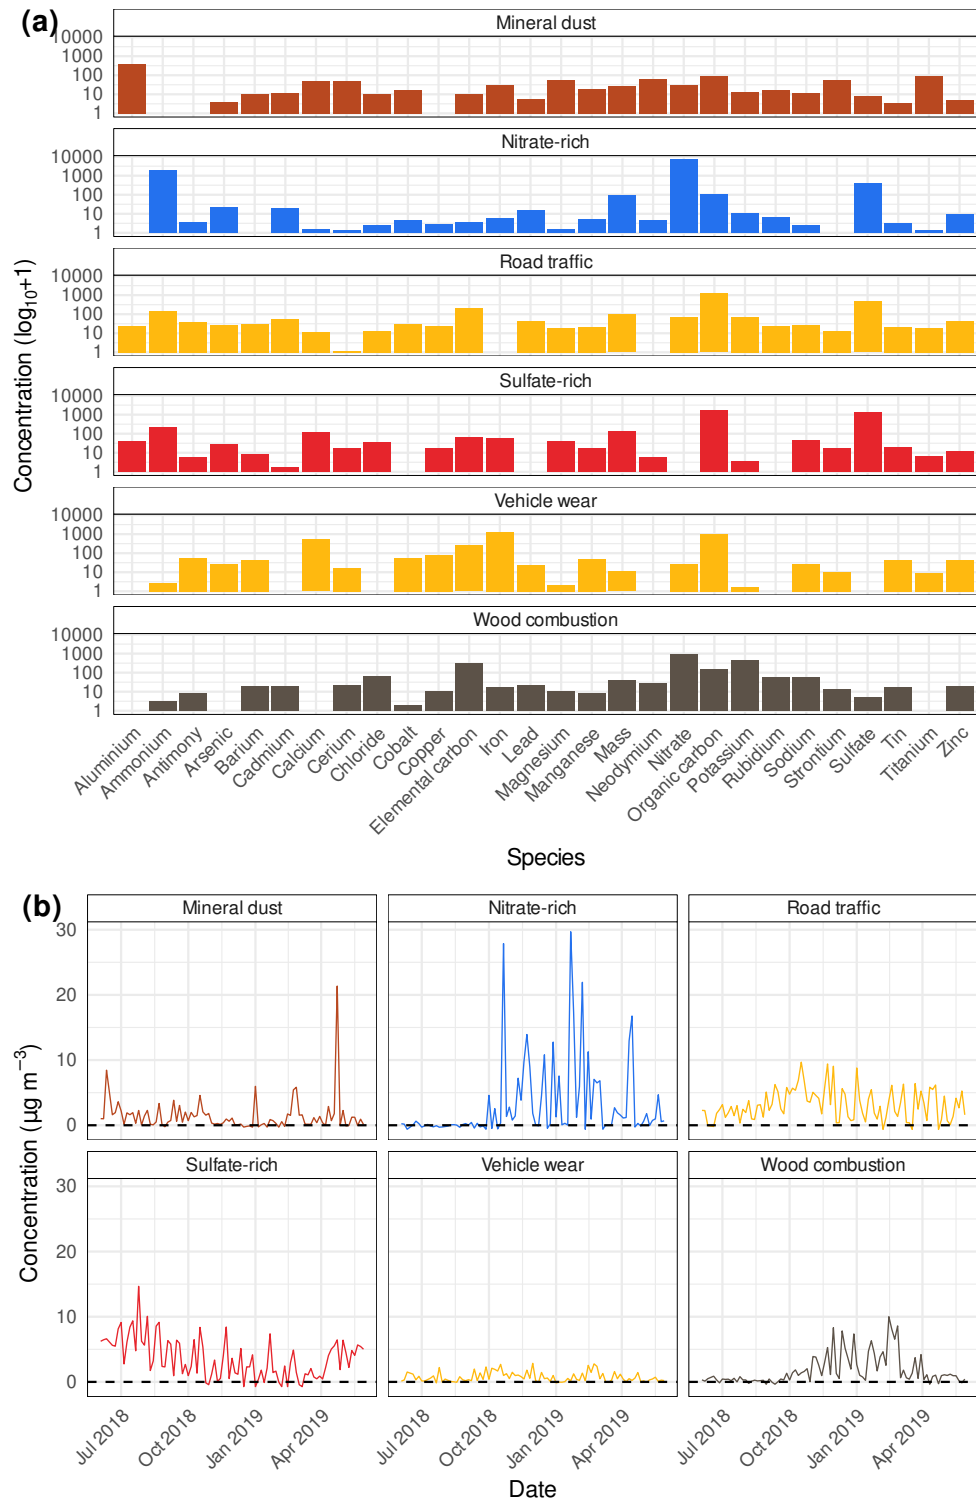 (a)
Mineral dust
10000
1000
100
10
1
Nitrate-rich
10000
1000
100
10
1
Road traffic
10000
1000
100
10
1
Sulfate-rich
10000
1000
100
10
1
Vehicle wear
10000
1000
100
10
1
Wood combustion
10000
1000
100
10
1
Concentration (log₁₀+1)
Aluminium
Ammonium
Antimony
Arsenic
Barium
Cadmium
Calcium
Cerium
Chloride
Cobalt
Copper
Elemental carbon
Iron
Lead
Magnesium
Manganese
Mass
Neodymium
Nitrate
Organic carbon
Potassium
Rubidium
Sodium
Strontium
Sulfate
Tin
Titanium
Zinc
Species
(b)
Mineral dust
Nitrate-rich
Road traffic
30
20
10
0
Sulfate-rich
Vehicle wear
Wood combustion
30
20
10
0
Concentration (μg m⁻³)
Jul 2018
Oct 2018
Jan 2019
Apr 2019
Jul 2018
Oct 2018
Jan 2019
Apr 2019
Jul 2018
Oct 2018
Jan 2019
Apr 2019
Date